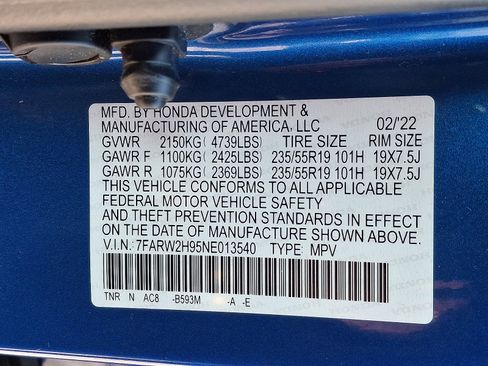 MFD. BY HONDA DEVELOPMENT &
MANUFACTURING OF AMERICA, LLC 02/'22
GVWR 2150KG ( 4739LBS) TIRE SIZE RIM SIZE
GAWR F 1100KG ( 2425LBS) 235/55R19 101H 19X7.5J
GAWR R 1075KG ( 2369LBS) 235/55R19 101H 19X7.5J
THIS VEHICLE CONFORMS TO ALL APPLICABLE
FEDERAL MOTOR VEHICLE SAFETY
AND THEFT PREVENTION STANDARDS IN EFFECT
ON THE DATE OF MANUFACTURE SHOWN ABOVE.
V.I.N.: 7FARW2H95NE013540 TYPE: MPV
TNR N AC8 -B593M -A -E